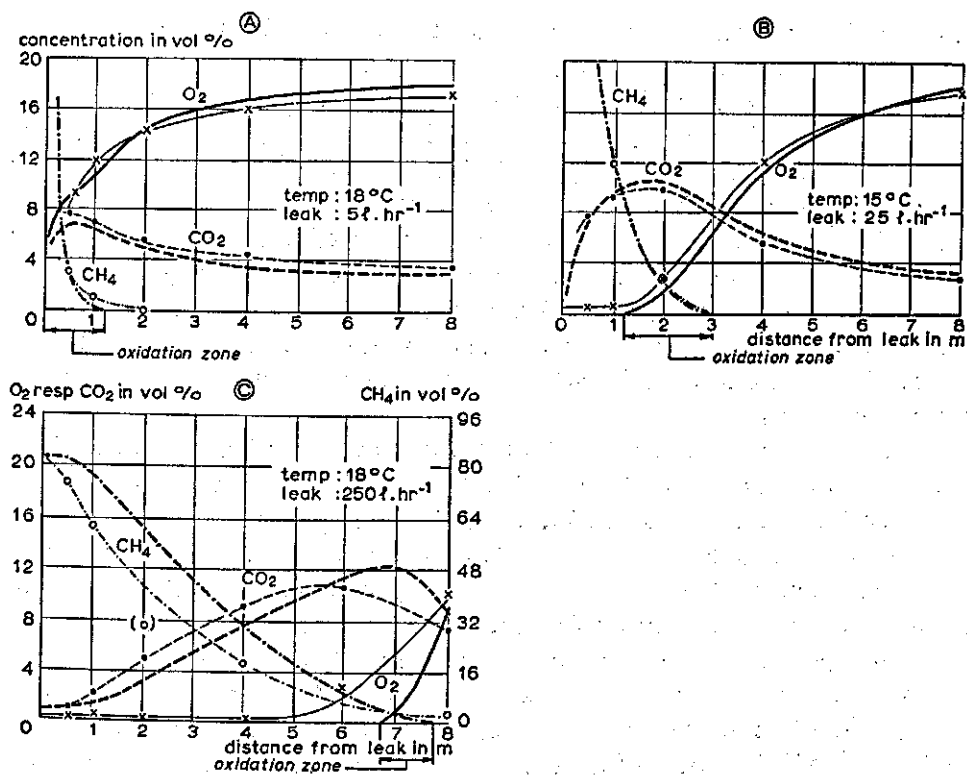 Ⓐ
concentration in vol %
20
16
12
8
4
0
O2
temp: 18°C
leak : 5ℓ.hr⁻¹
CO2
CH4
1 2 3 4 5 6 7 8
oxidation zone
Ⓑ
CH4
CO2
O2
temp: 15°C
leak : 25 ℓ.hr⁻¹
0 1 2 3 4 5 6 7 8
distance from leak in m
oxidation zone
O2 resp CO2 in vol % Ⓒ CH4 in vol %
24
20
16
12
8
4
0
96
80
64
48
32
16
0
temp: 18°C
leak : 250ℓ.hr⁻¹
CH4
CO2
(o)
O2
1 2 3 4 5 6 7 8
distance from leak in m
oxidation zone